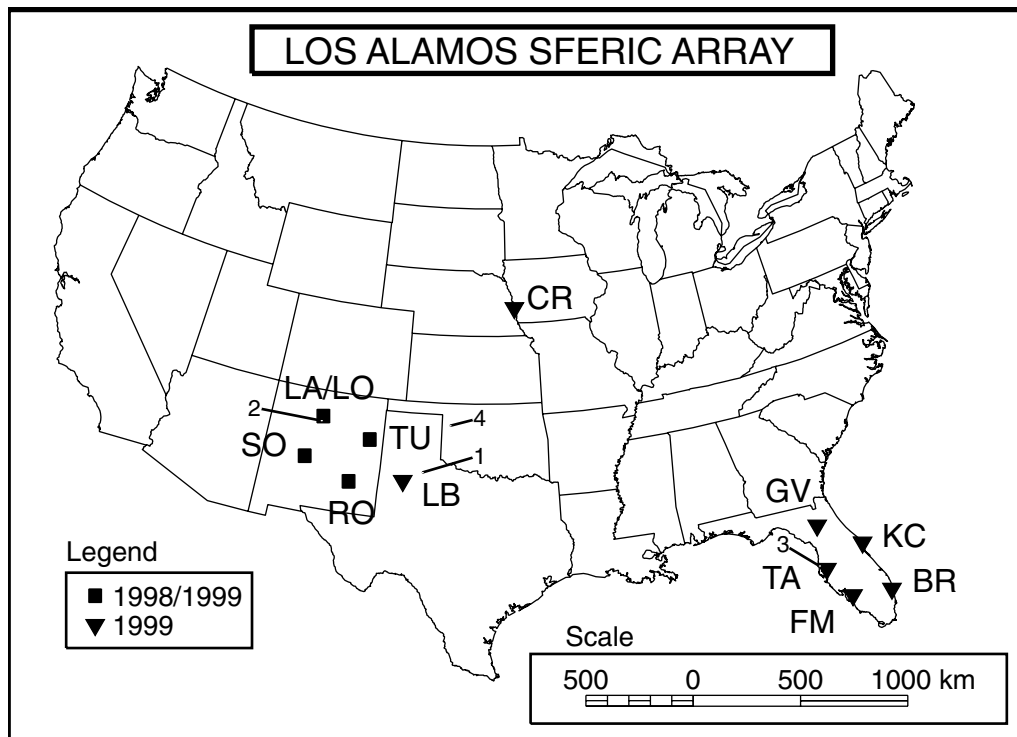 LOS ALAMOS SFERIC ARRAY
CR
LA/LO
2
4
SO
TU
1
LB
RO
GV
KC
3
TA
BR
FM
Legend
1998/1999
1999
Scale
500 0 500 1000 km